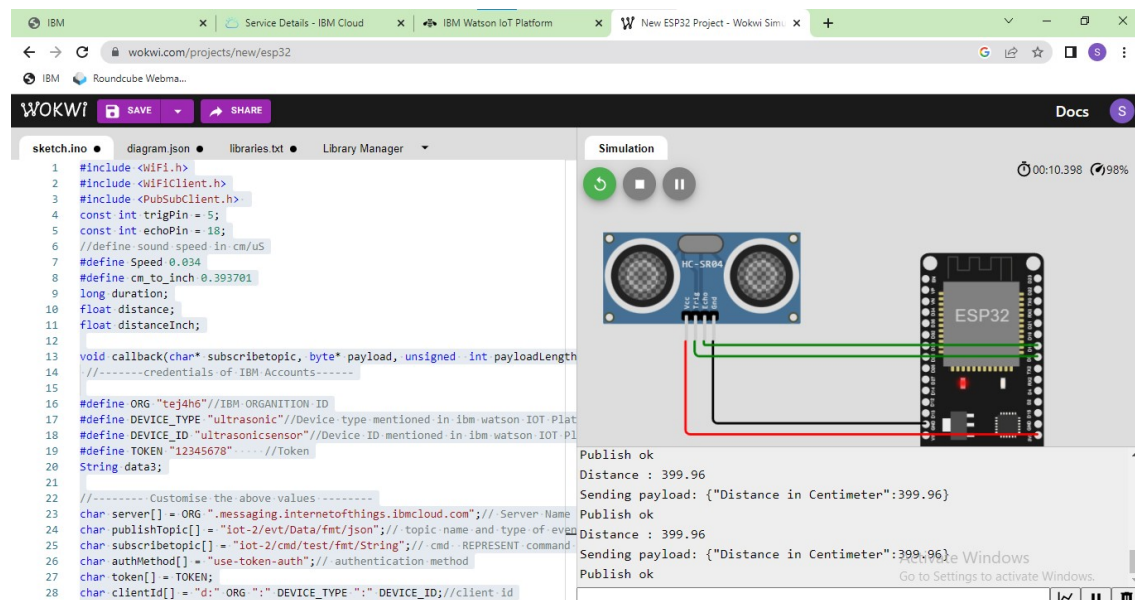 IBM
Service Details - IBM Cloud
IBM Watson IoT Platform
New ESP32 Project - Wokwi Simu
wokwi.com/projects/new/esp32
G
S
IBM
Roundcube Webma...
WOKWI
SAVE
SHARE
Docs
S
sketch.ino ●
diagram.json ●
libraries.txt ●
Library Manager
Simulation
1 #include <WiFi.h>
2 #include <WiFiClient.h>
3 #include <PubSubClient.h>
4 const int trigPin = 5;
5 const int echoPin = 18;
6 //define sound speed in cm/uS
7 #define Speed 0.034
8 #define cm_to_inch 0.393701
9 long duration;
10 float distance;
11 float distanceInch;
12
13 void callback(char* subscribetopic, byte* payload, unsigned int payloadLength
14 //-------credentials of IBM Accounts------
15
16 #define ORG "tej4h6"//IBM ORGANITION ID
17 #define DEVICE_TYPE "ultrasonic"//Device type mentioned in ibm watson IOT Plat
18 #define DEVICE_ID "ultrasonicsensor"//Device ID mentioned in ibm watson IOT Pl
19 #define TOKEN "12345678" //Token
20 String data3;
21
22 //-------- Customise the above values --------
23 char server[] = ORG ".messaging.internetofthings.ibmcloud.com";// Server Name
24 char publishTopic[] = "iot-2/evt/Data/fmt/json";// topic name and type of even
25 char subscribetopic[] = "iot-2/cmd/test/fmt/String";// cmd REPRESENT command
26 char authMethod[] = "use-token-auth";// authentication method
27 char token[] = TOKEN;
28 char clientId[] = "d:" ORG ":" DEVICE_TYPE ":" DEVICE_ID;//client id
00:10.398
98%
HC-SR04
Vcc
Trig
Echo
Gnd
ESP32
Publish ok
Distance : 399.96
Sending payload: {"Distance in Centimeter":399.96}
Publish ok
Distance : 399.96
Sending payload: {"Distance in Centimeter":399.96}
Publish ok
Activate Windows
Go to Settings to activate Windows.